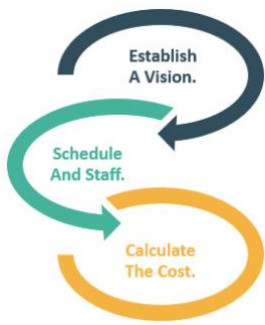 Establish
A Vision.
Schedule
And Staff.
Calculate
The Cost.